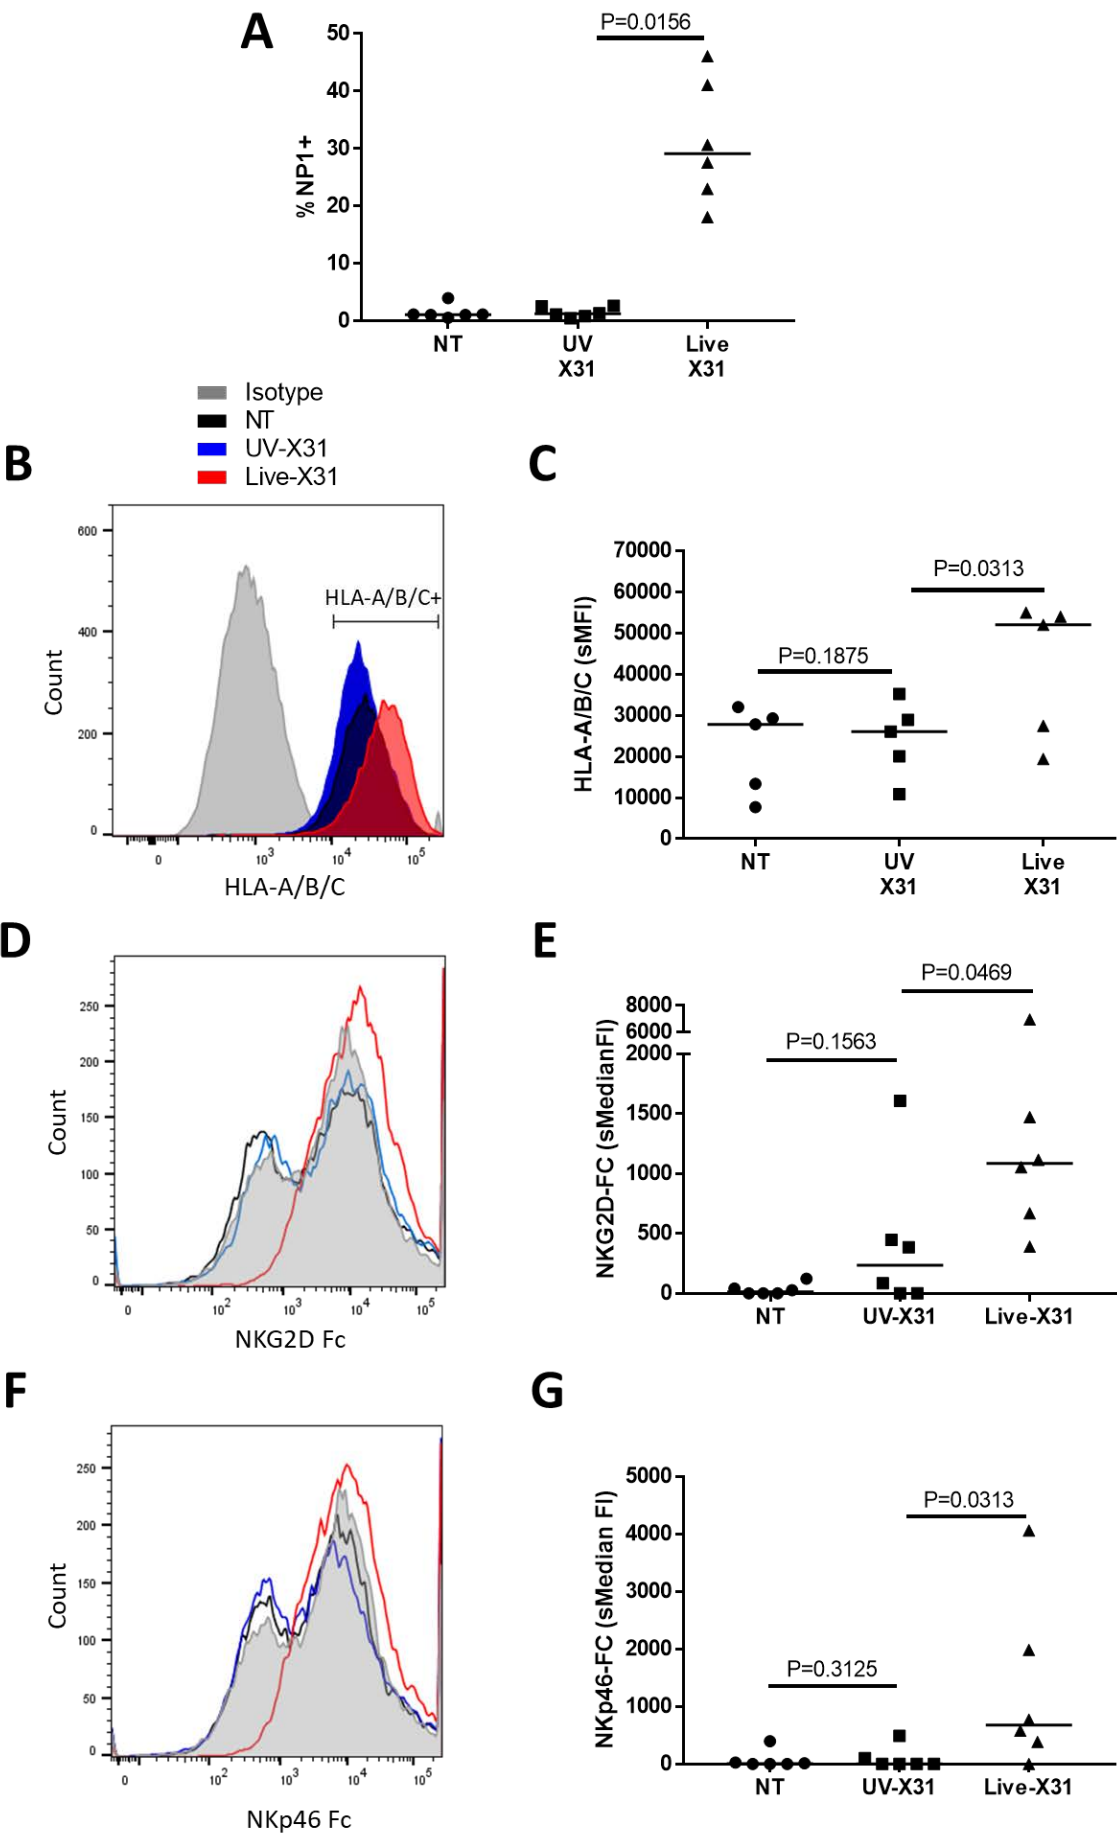 A
P=0.0156
50
40
30
20
10
0
% NP1+
NT
UV
X31
Live
X31
Isotype
NT
UV-X31
Live-X31
B
600
400
200
0
Count
HLA-A/B/C+
0
10³
10⁴
10⁵
HLA-A/B/C
C
70000
60000
50000
40000
30000
20000
10000
0
HLA-A/B/C (sMFI)
P=0.1875
P=0.0313
NT
UV
X31
Live
X31
D
250
200
150
100
50
0
Count
0
10²
10³
10⁴
10⁵
NKG2D Fc
E
P=0.0469
P=0.1563
8000
6000
2000
1500
1000
500
0
NKG2D-FC (sMedianFI)
NT
UV-X31
Live-X31
F
250
200
150
100
50
0
Count
0
10²
10³
10⁴
10⁵
NKp46 Fc
G
5000
4000
3000
2000
1000
0
NKp46-FC (sMedian FI)
P=0.0313
P=0.3125
NT
UV-X31
Live-X31